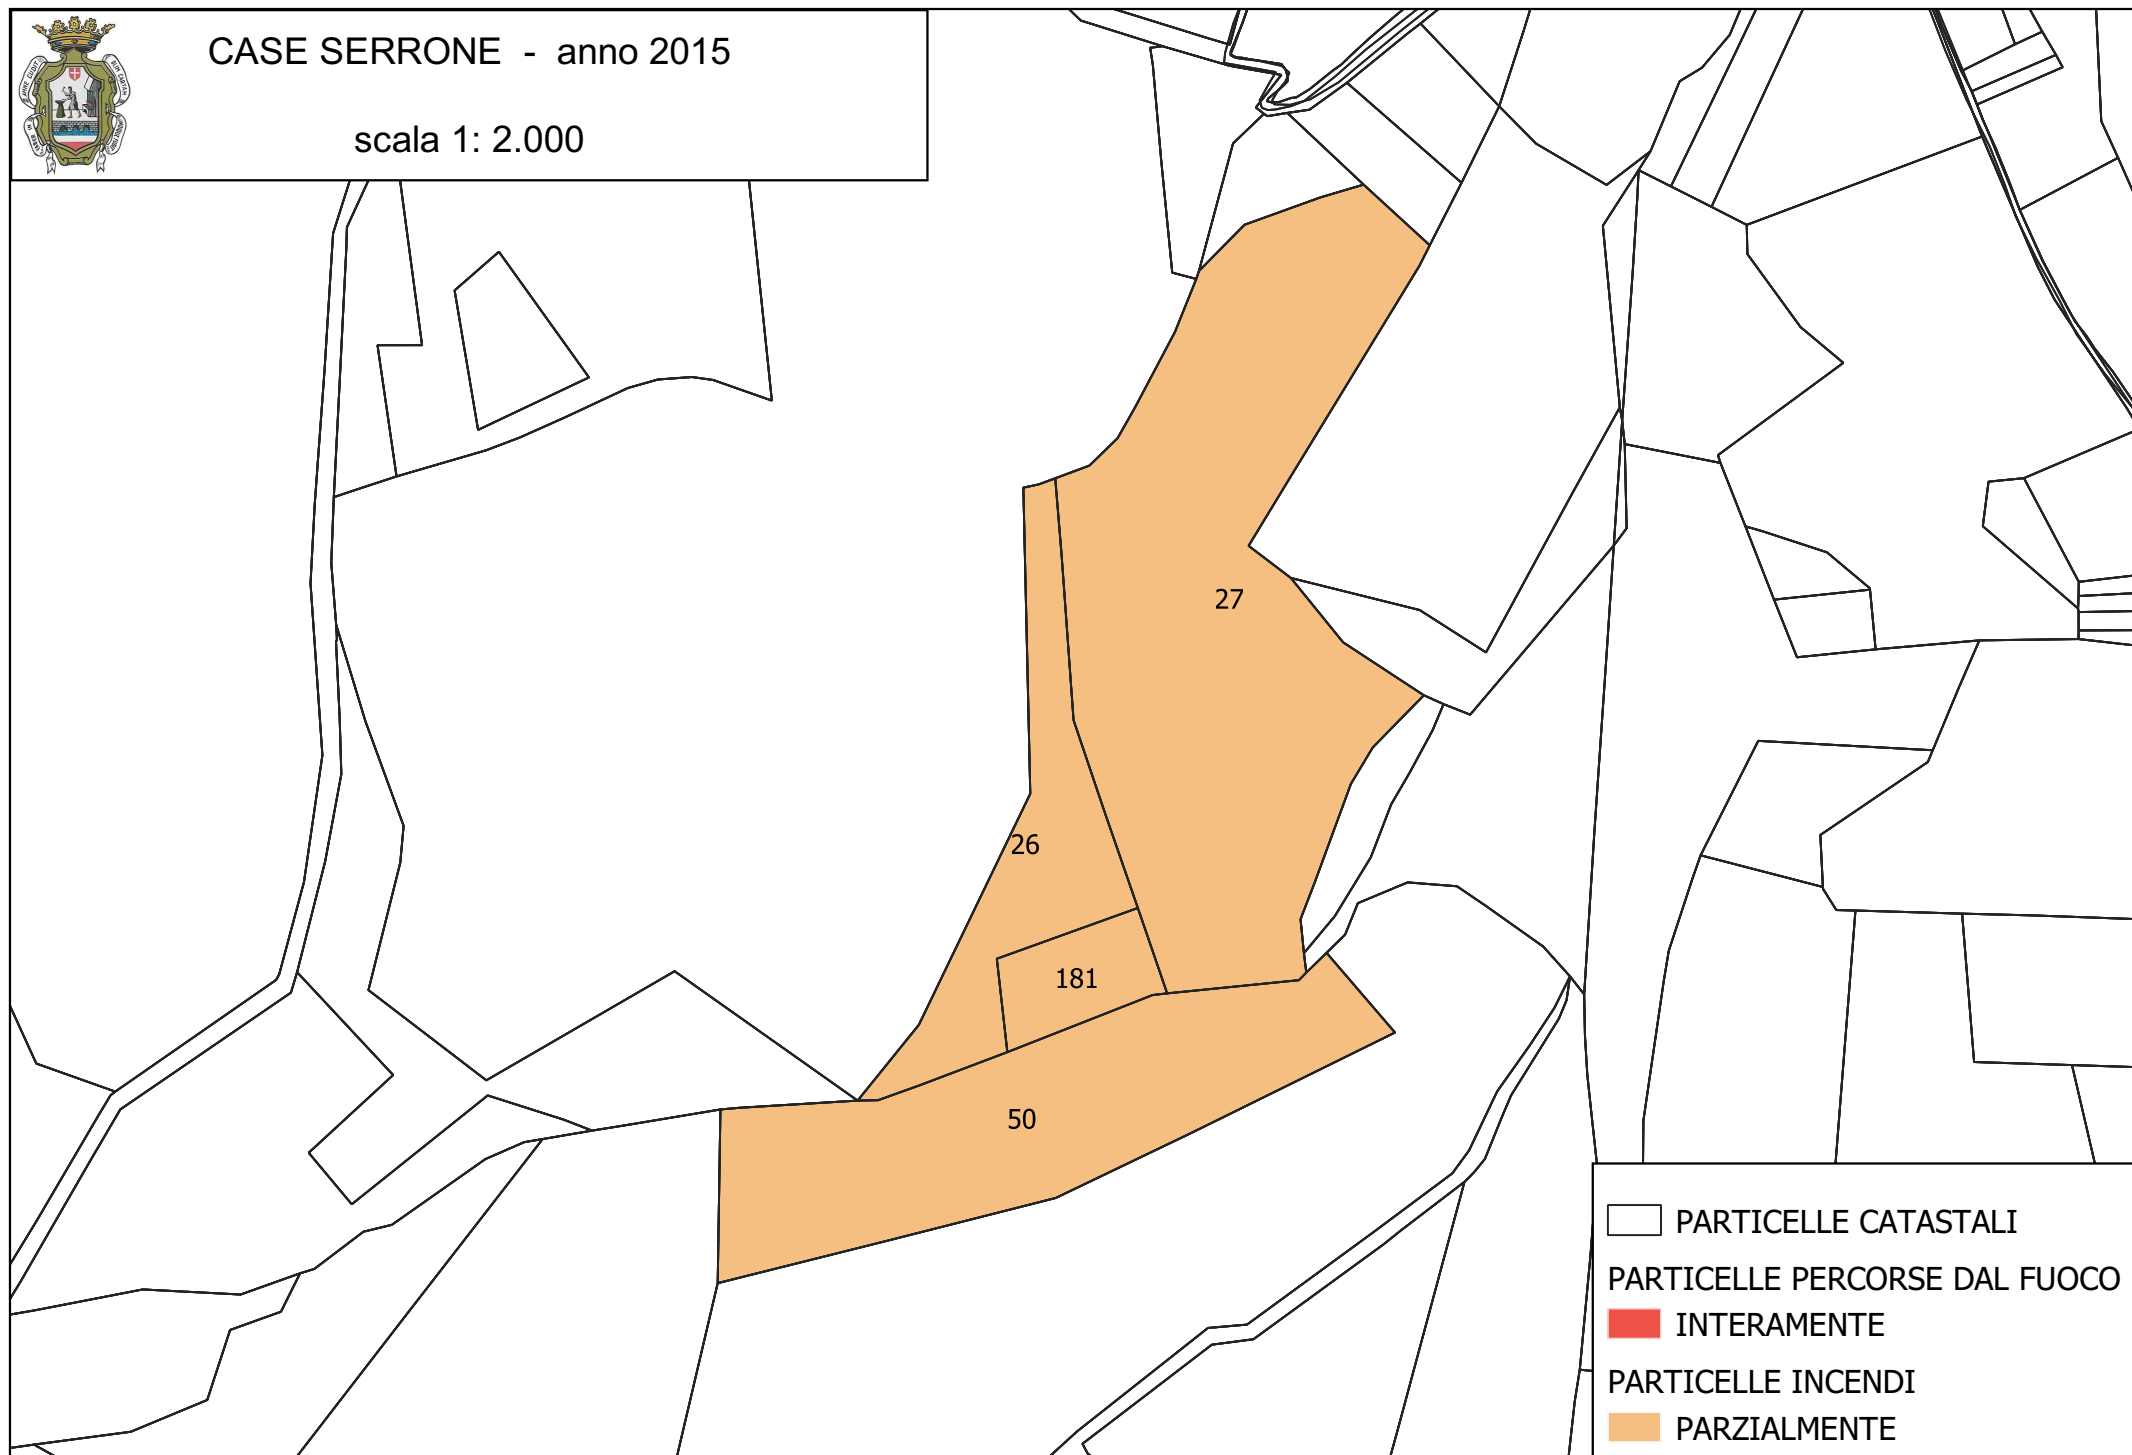 CASE SERRONE - anno 2015
scala 1: 2.000
27
26
181
50
PARTICELLE CATASTALI
PARTICELLE PERCORSE DAL FUOCO
INTERAMENTE
PARTICELLE INCENDI
PARZIALMENTE